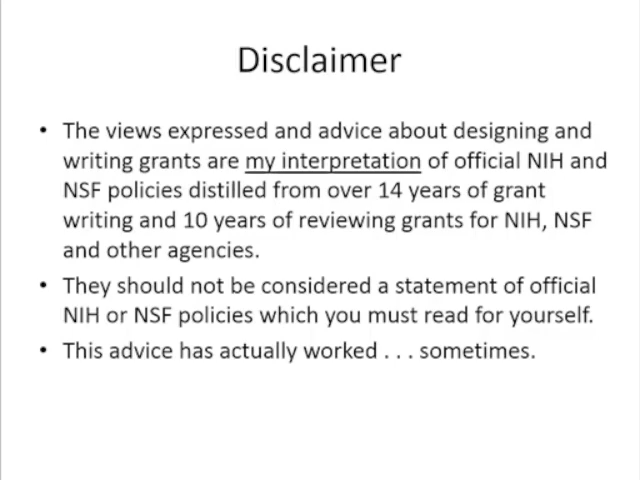 Disclaimer
• The views expressed and advice about designing and
writing grants are my interpretation of official NIH and
NSF policies distilled from over 14 years of grant
writing and 10 years of reviewing grants for NIH, NSF
and other agencies.
• They should not be considered a statement of official
NIH or NSF policies which you must read for yourself.
• This advice has actually worked . . . sometimes.